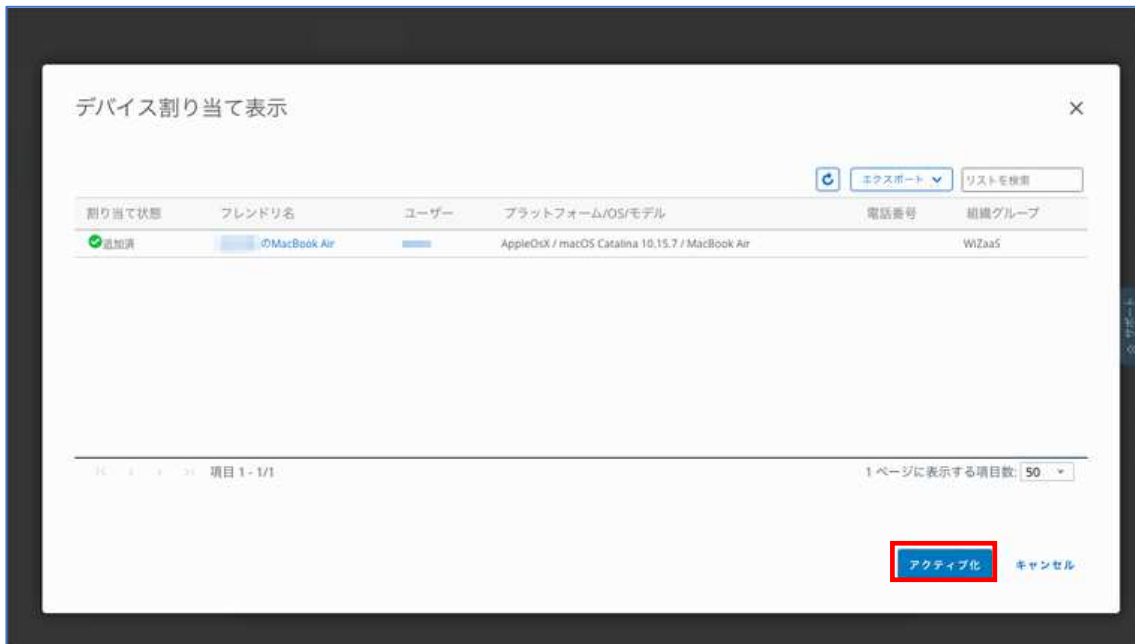 デバイス割り当て表示
×
エクスポート
リストを検索
割り当て状態 フレンドリ名 ユーザー プラットフォーム/OS/モデル 電話番号 組織グループ
追加済 のMacBook Air AppleOsX / macOS Catalina 10.15.7 / MacBook Air WiZaaS
項目 1 - 1/1
1 ページに表示する項目数: 50
アクティブ化 キャンセル